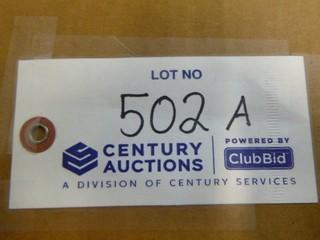 LOT NO
502 A
CENTURY AUCTIONS
POWERED BY
ClubBid
A DIVISION OF CENTURY SERVICES